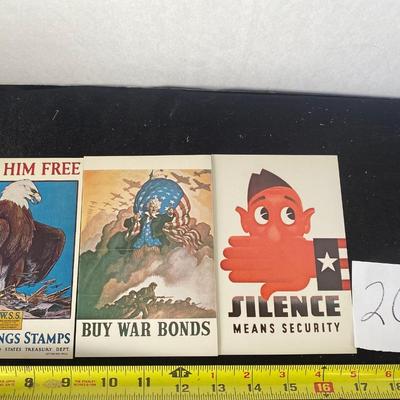 HIM FREE
W.S.S.
NGS STAMPS
STATES TREASURY DEPT.
BUY WAR BONDS
SILENCE
MEANS SECURITY
20
8 9 10 11 12 13 14 15 16 17 18